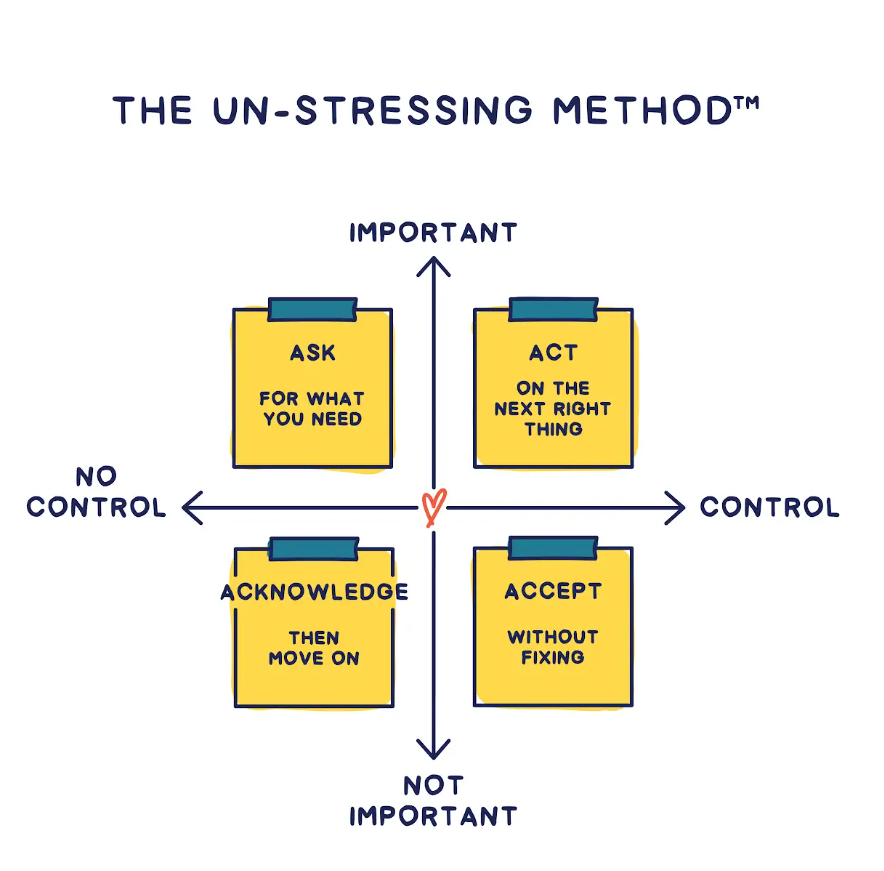 THE UN-STRESSING METHOD™
IMPORTANT
ASK
FOR WHAT
YOU NEED
ACT
ON THE
NEXT RIGHT
THING
NO
CONTROL
CONTROL
ACKNOWLEDGE
THEN
MOVE ON
ACCEPT
WITHOUT
FIXING
NOT
IMPORTANT